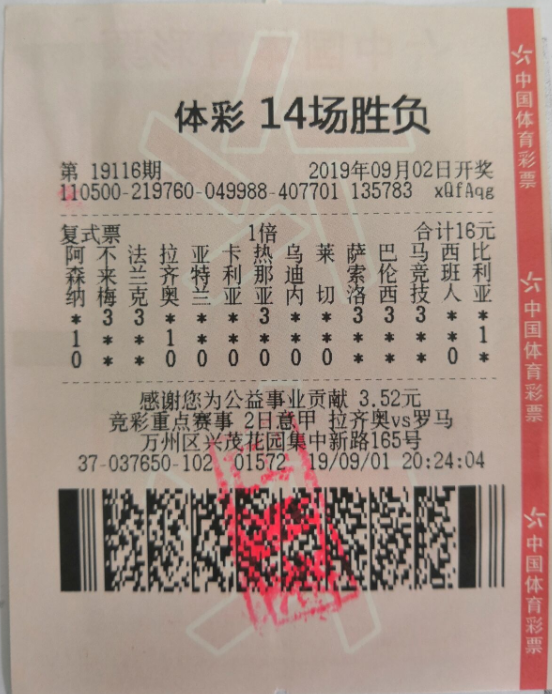 体彩 14场胜负
第 19116期 2019年09月02日开奖
110500-219760-049988-407701 135783 xQfAqg
复式票 1倍 合计16元
阿森纳 不来梅 法兰克 拉齐奥 亚特兰 卡利亚 热那亚 乌迪内 莱切 萨索洛 巴伦西 马竞技 西班人 比利亚
* 3 3 * * * 3 * * 3 3 3 * *
1 * * 1 * * * * * * * * * 1
0 * * 0 0 0 0 0 0 * * * 0 *
感谢您为公益事业贡献 3.52元
竞彩重点赛事 2日意甲 拉齐奥vs罗马
万州区兴茂花园集中新路165号
37-037650-102 01572 19/09/01 20:24:04
中国体育彩票
中国体育彩票
中国体育彩票